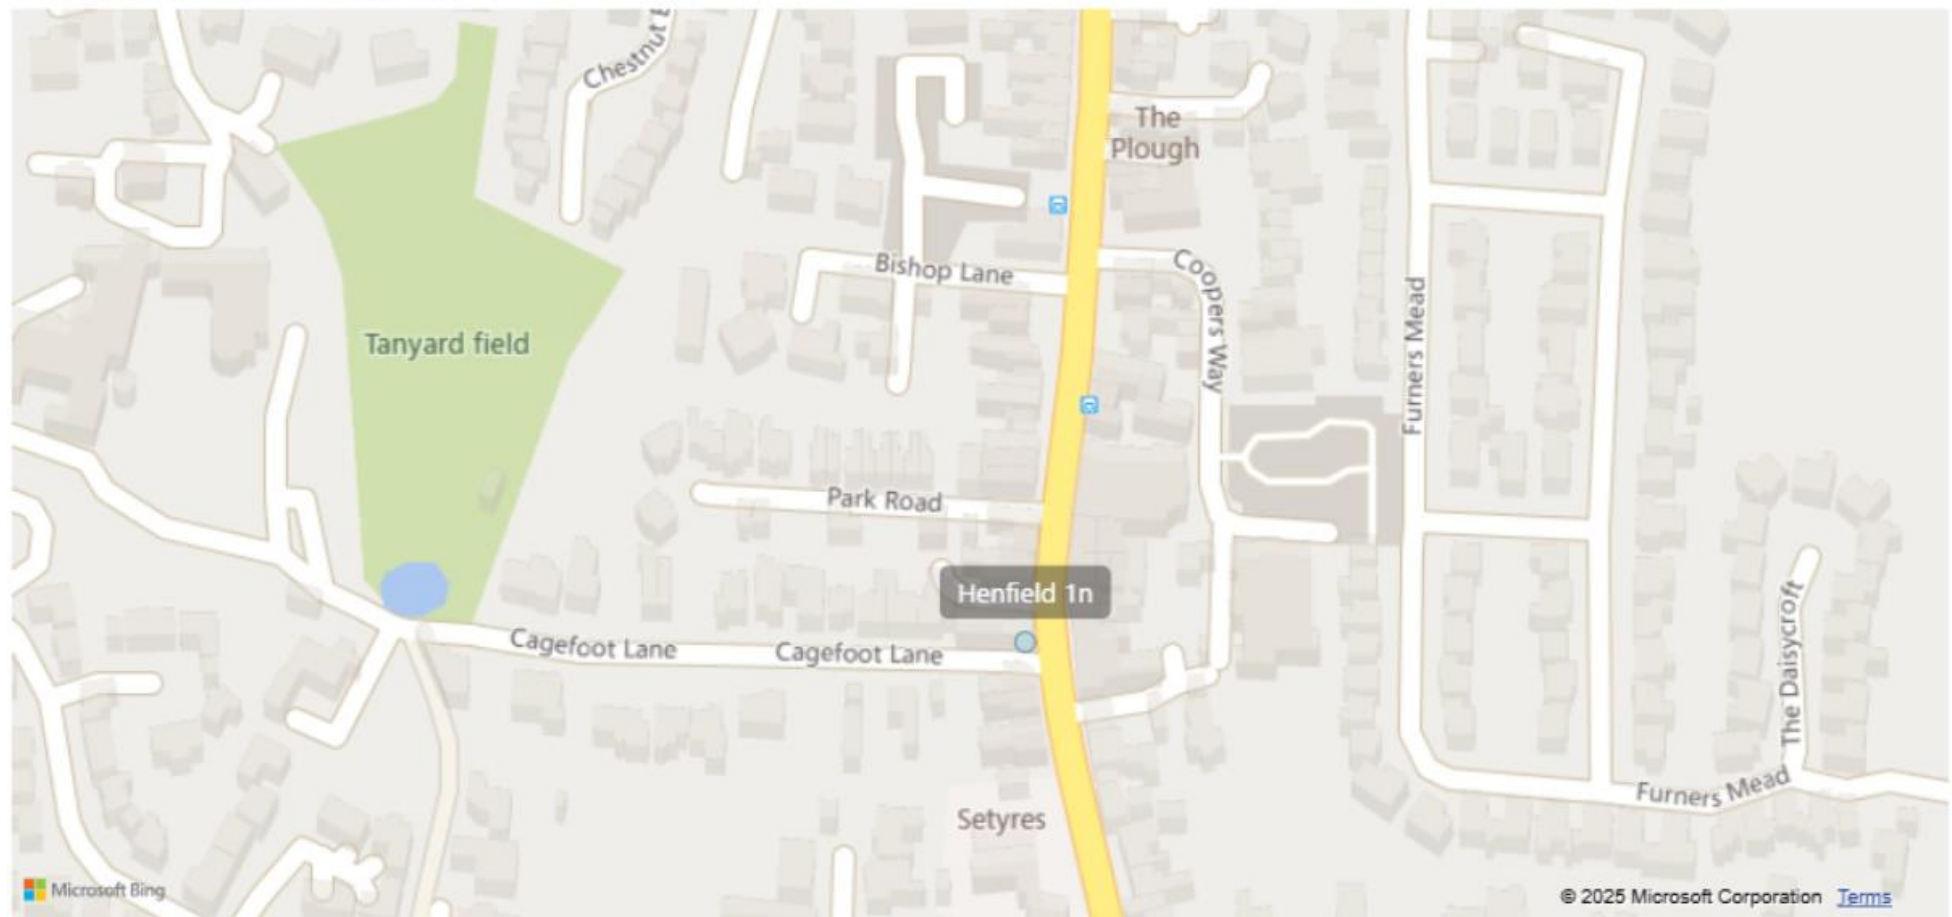 Chestnut
The
Plough
Bishop Lane
Coopers Way
Tanyard field
Furners Mead
Park Road
Henfield 1n
Cagefoot Lane
Cagefoot Lane
The Daisycroft
Furners Mead
Setyres
Microsoft Bing
© 2025 Microsoft Corporation Terms